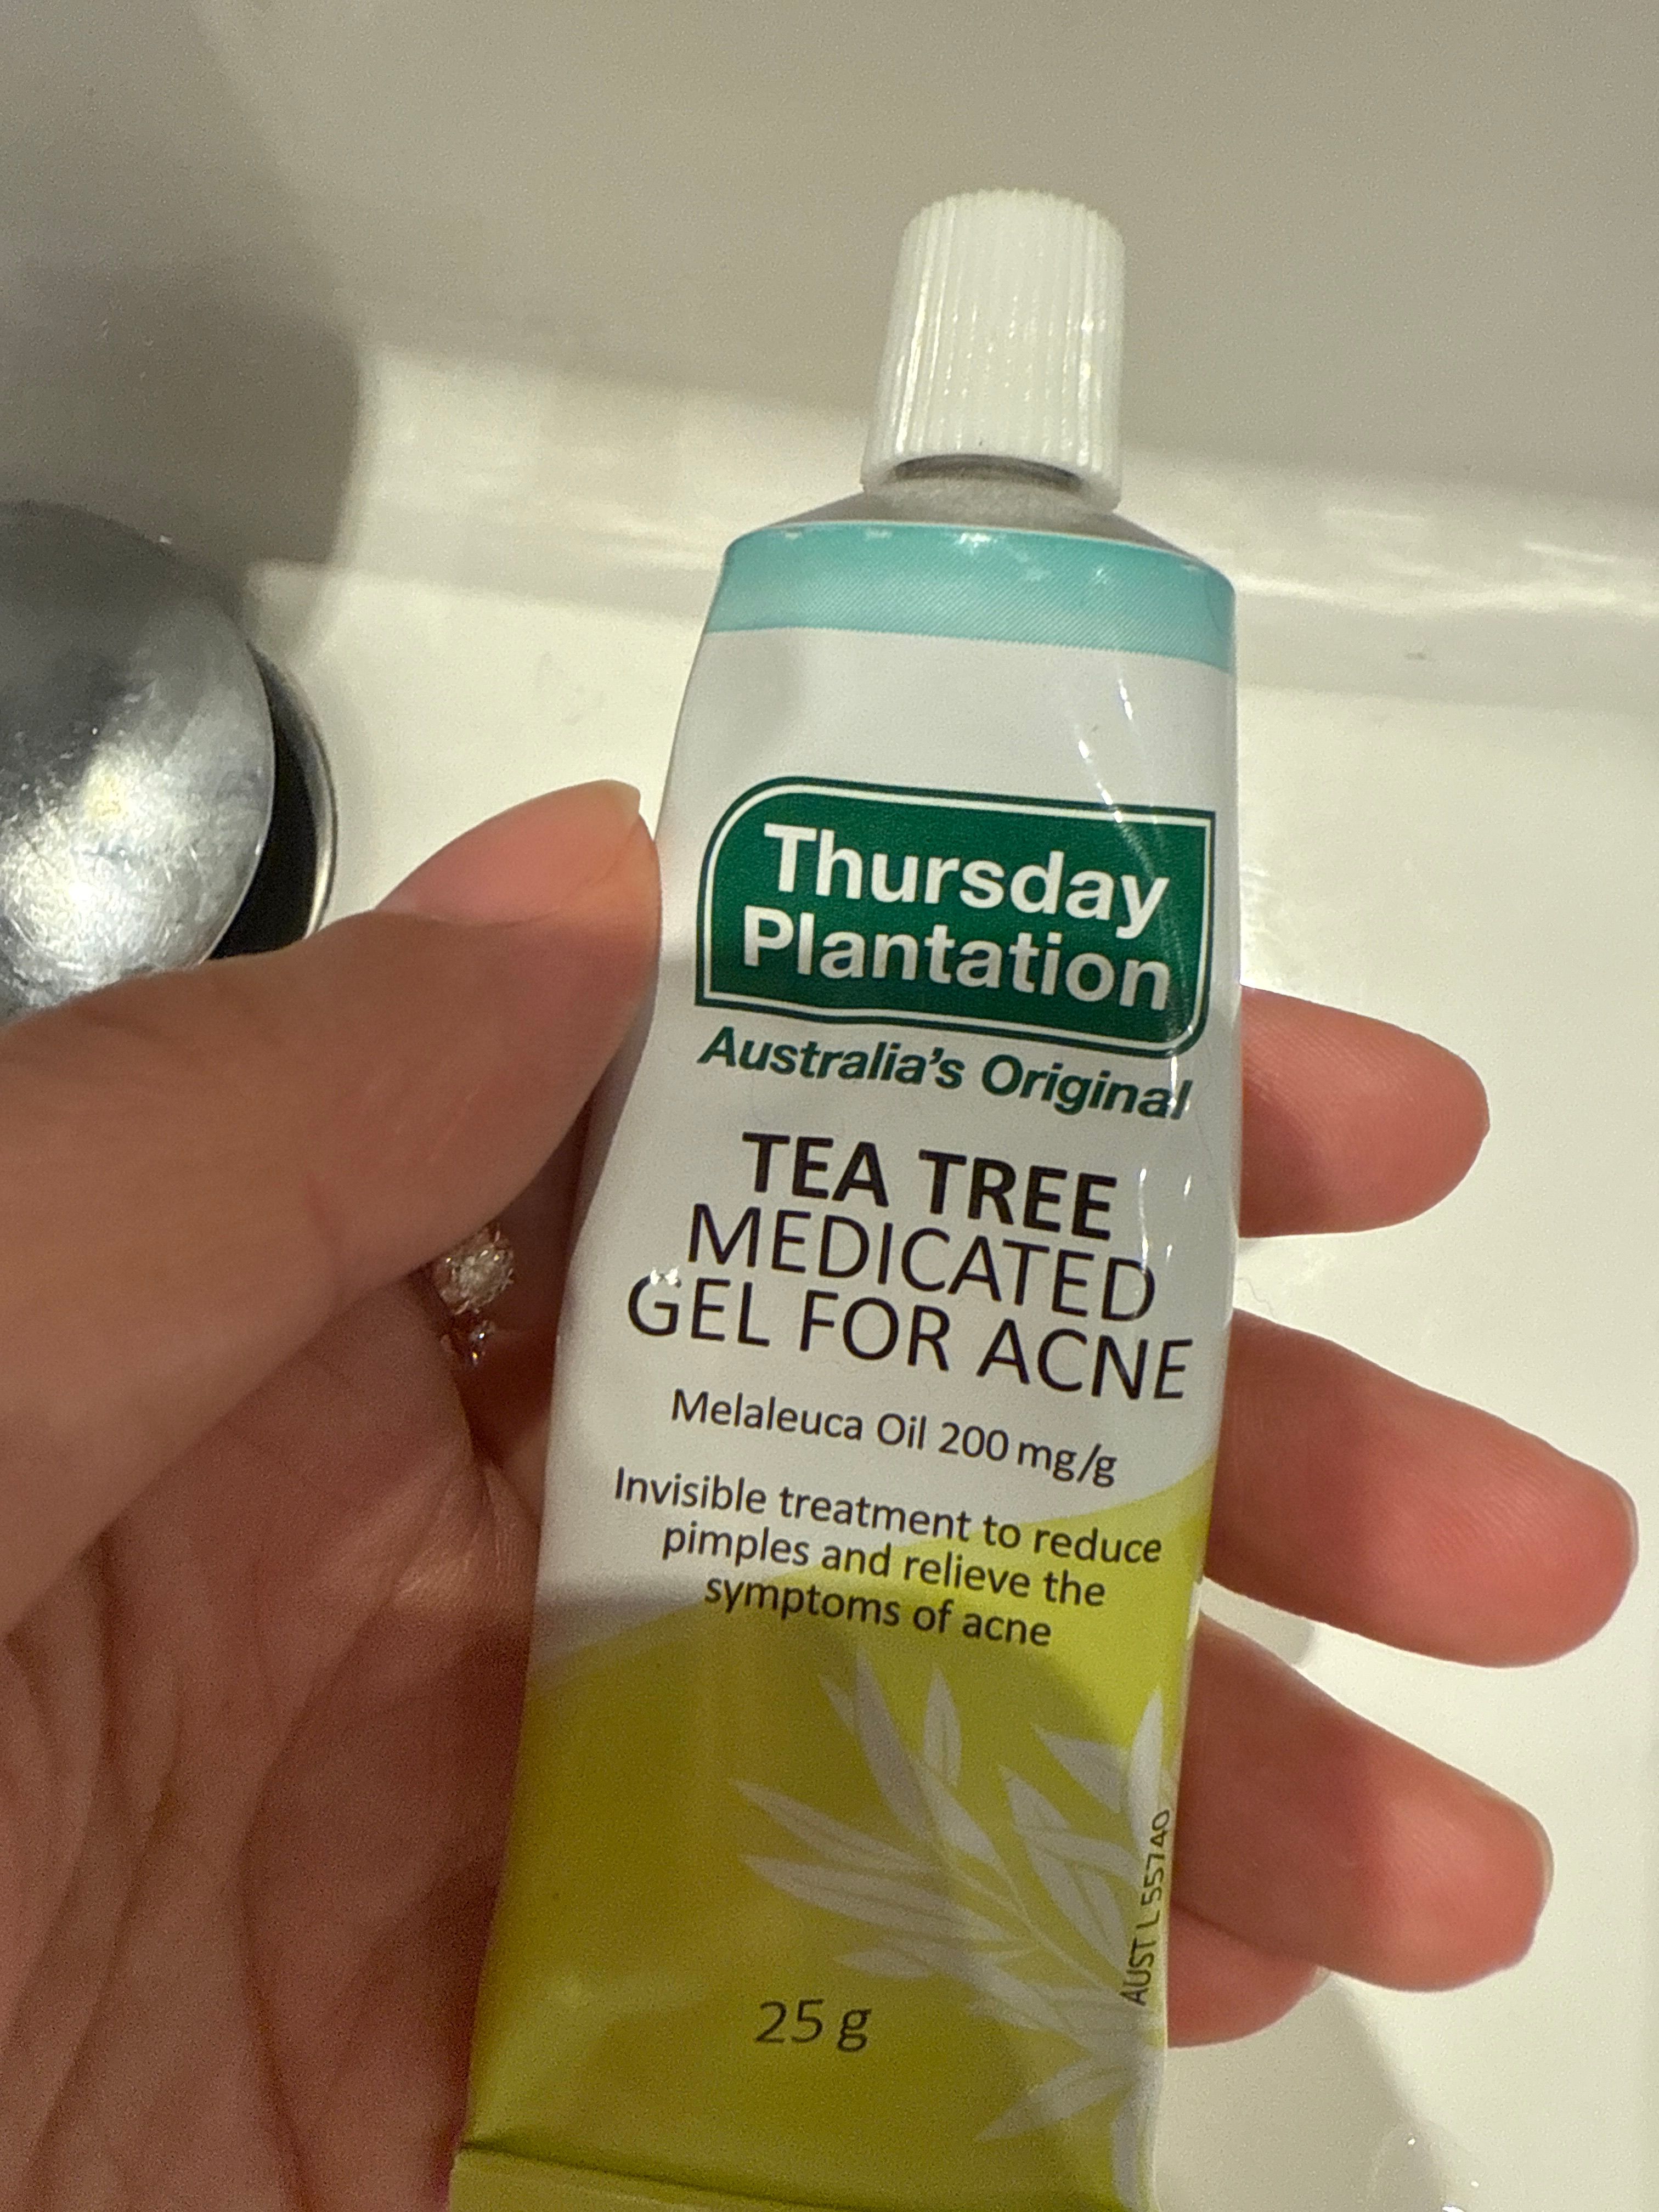 Thursday
Plantation
Australia's Original
TEA TREE
MEDICATED
GEL FOR ACNE
Melaleuca Oil 200 mg/g
Invisible treatment to reduce
pimples and relieve the
symptoms of acne
25 g
AUST L 55740